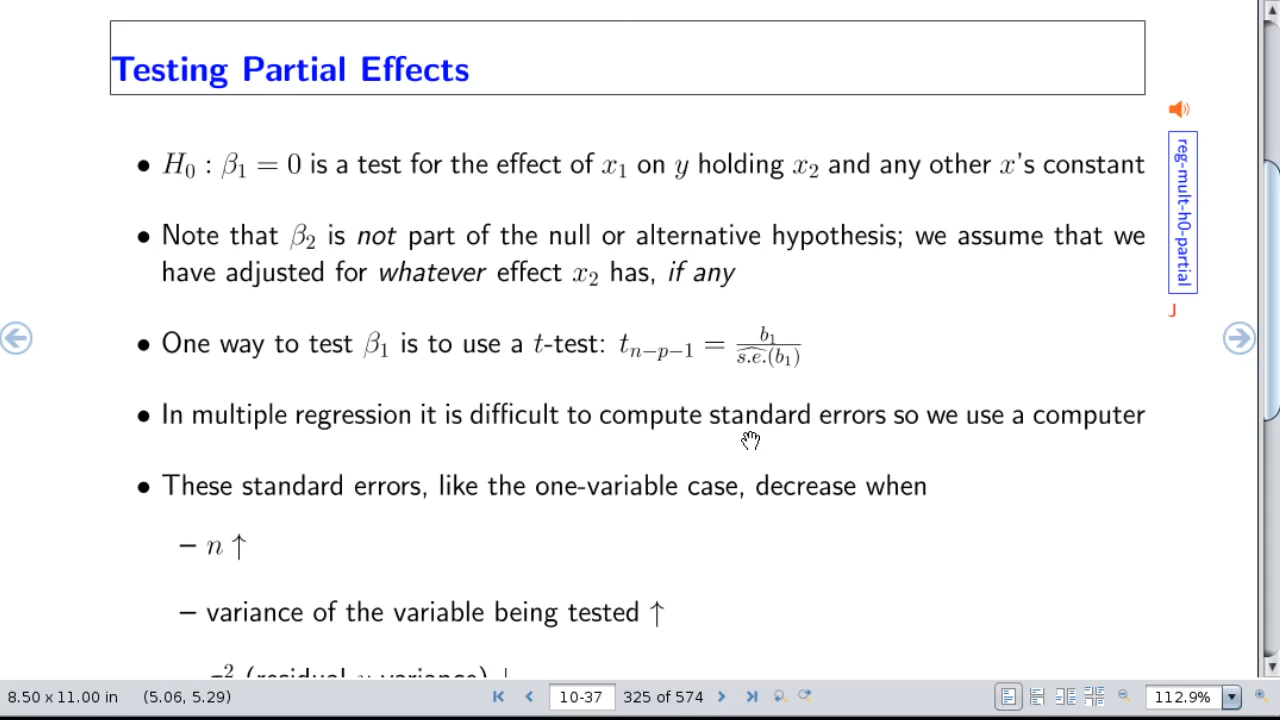 Testing Partial Effects
• H₀ : β₁ = 0 is a test for the effect of x₁ on y holding x₂ and any other x's constant
• Note that β₂ is not part of the null or alternative hypothesis; we assume that we
have adjusted for whatever effect x₂ has, if any
• One way to test β₁ is to use a t-test: tₙ₋ₚ₋₁ = b₁ / s.e.^(b₁)
• In multiple regression it is difficult to compute standard errors so we use a computer
• These standard errors, like the one-variable case, decrease when
– n ↑
– variance of the variable being tested ↑
σ² (residual y variance) ↓
reg-mult-h0-partial
J
8.50 x 11.00 in (5.06, 5.29) 10-37 325 of 574 112.9%